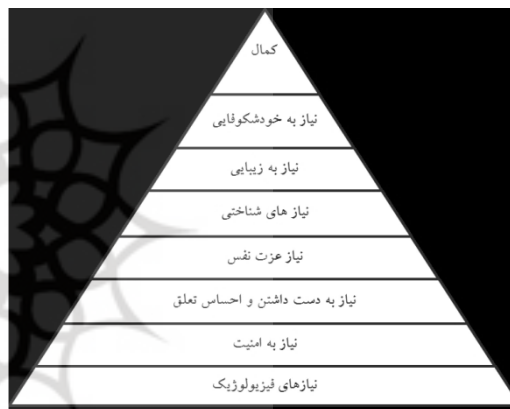 کمال
نیاز به خودشکوفایی
نیاز به زیبایی
نیاز های شناختی
نیاز عزت نفس
نیاز به دست داشتن و احساس تعلق
نیاز به امنیت
نیازهای فیزیولوژیک